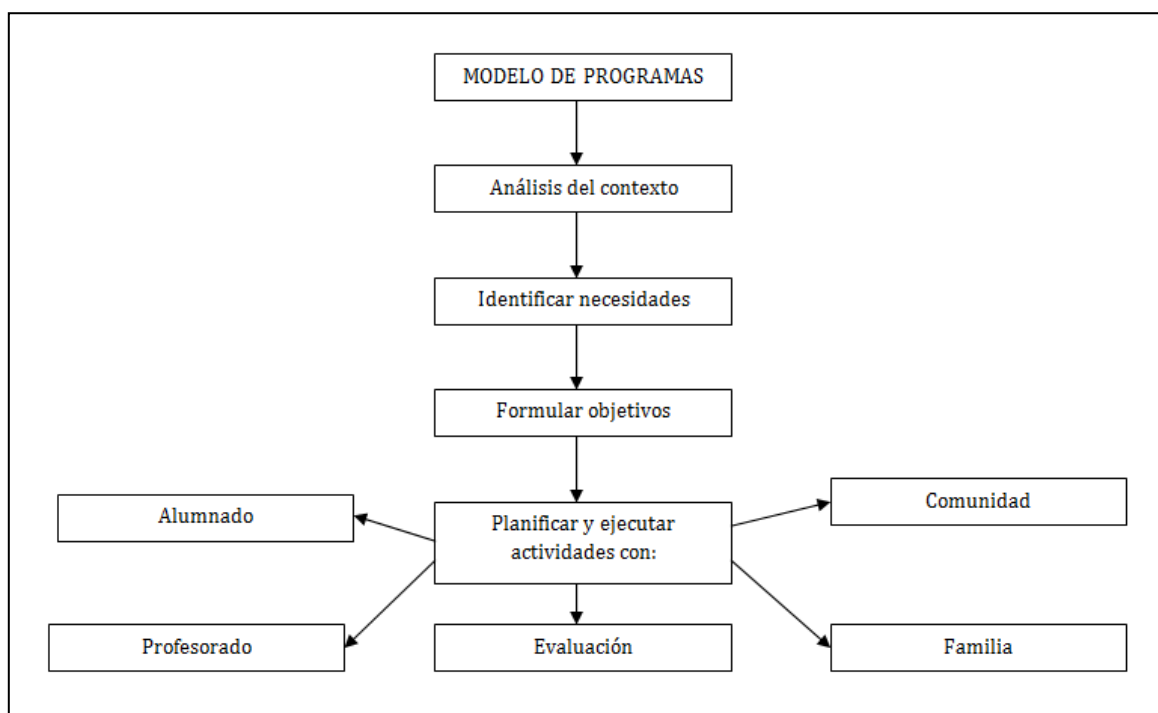 MODELO DE PROGRAMAS
Análisis del contexto
Identificar necesidades
Formular objetivos
Alumnado
Planificar y ejecutar
actividades con:
Comunidad
Profesorado
Evaluación
Familia